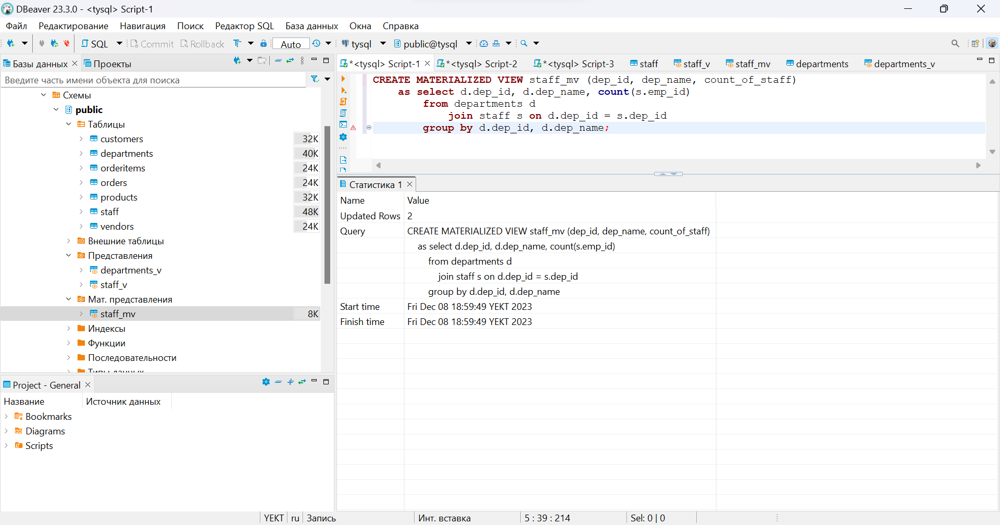 DBeaver 23.3.0 - <tysql> Script-1
Файл Редактирование Навигация Поиск Редактор SQL База данных Окна Справка
SQL Commit Rollback Auto tysql public@tysql
Базы данных Проекты
Введите часть имени объекта для поиска
Схемы
public
Таблицы
customers 32K
departments 40K
orderitems 24K
orders 24K
products 32K
staff 48K
vendors 24K
Внешние таблицы
Представления
departments_v
staff_v
Мат. представления
staff_mv 8K
Индексы
Функции
Последовательности
Типы данных
Project - General
Название Источник данных
Bookmarks
Diagrams
Scripts
*<tysql> Script-1 *<tysql> Script-2 *<tysql> Script-3 staff staff_v staff_mv departments departments_v
CREATE MATERIALIZED VIEW staff_mv (dep_id, dep_name, count_of_staff)
as select d.dep_id, d.dep_name, count(s.emp_id)
from departments d
join staff s on d.dep_id = s.dep_id
group by d.dep_id, d.dep_name;
Статистика 1
Name Value
Updated Rows 2
Query CREATE MATERIALIZED VIEW staff_mv (dep_id, dep_name, count_of_staff)
as select d.dep_id, d.dep_name, count(s.emp_id)
from departments d
join staff s on d.dep_id = s.dep_id
group by d.dep_id, d.dep_name
Start time Fri Dec 08 18:59:49 YEKT 2023
Finish time Fri Dec 08 18:59:49 YEKT 2023
YEKT ru Запись Инт. вставка 5 : 39 : 214 Sel: 0 | 0